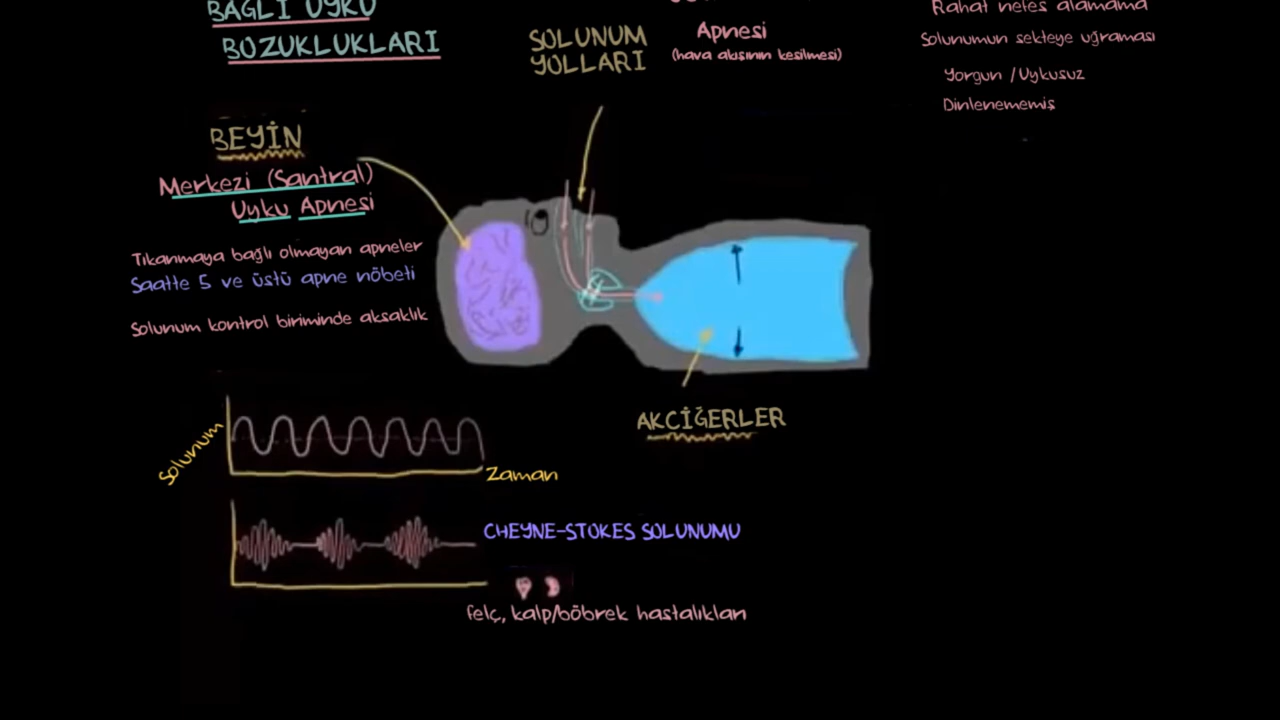 BAĞLI UYKU
BOZUKLUKLARI
SOLUNUM
YOLLARI
Apnesi
(hava akışının kesilmesi)
Rahat nefes alamama
Solunumun sekteye uğraması
Yorgun / Uykusuz
Dinlenememiş
BEYİN
Merkezi (Santral)
Uyku Apnesi
Tıkanmaya bağlı olmayan apneler
Saatte 5 ve üstü apne nöbeti
Solunum kontrol biriminde aksaklık
AKCİĞERLER
Solunum
Zaman
CHEYNE-STOKES SOLUNUMU
felç, kalp/böbrek hastalıkları